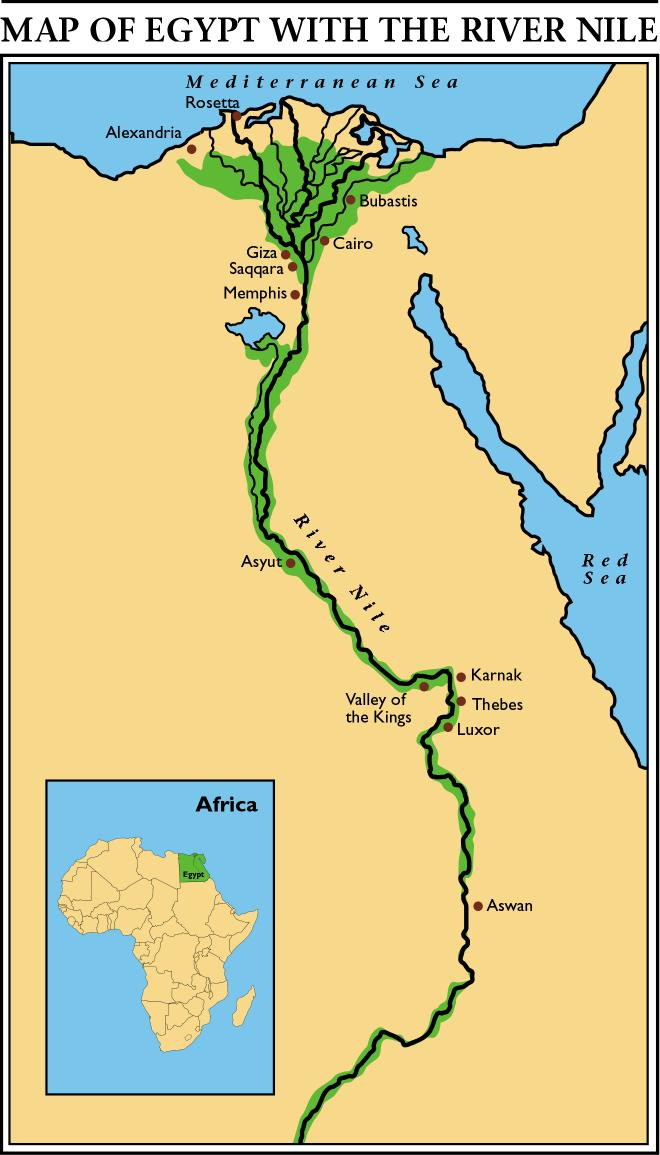 MAP OF EGYPT WITH THE RIVER NILE
Mediterranean Sea
Rosetta
Alexandria
Bubastis
Cairo
Giza
Saqqara
Memphis
River Nile
Asyut
Red
Sea
Karnak
Valley of
the Kings
Thebes
Luxor
Africa
Egypt
Aswan